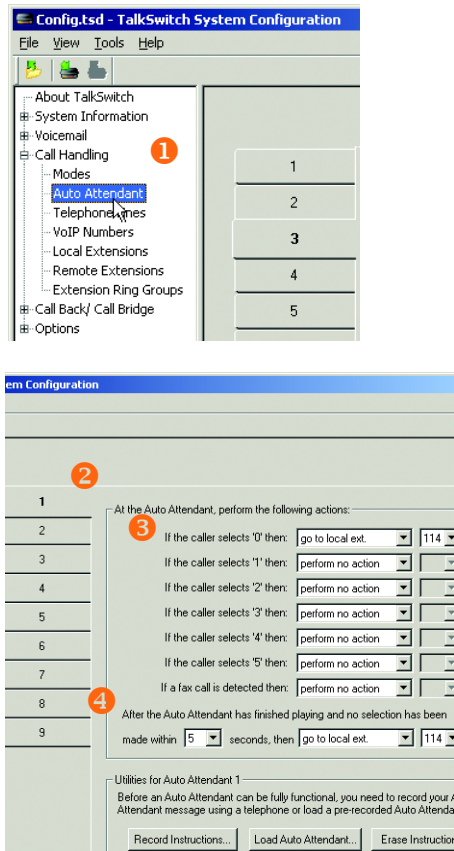 Config.tsd - TalkSwitch System Configuration
File View Tools Help
About TalkSwitch
System Information
Voicemail
Call Handling
1
Modes
Auto Attendant
Telephone Lines
VoIP Numbers
Local Extensions
Remote Extensions
Extension Ring Groups
Call Back/ Call Bridge
Options
1
2
3
4
5
em Configuration
2
1
2
3
4
5
6
7
8
9
At the Auto Attendant, perform the following actions:
3
If the caller selects '0' then: go to local ext. 114
If the caller selects '1' then: perform no action
If the caller selects '2' then: perform no action
If the caller selects '3' then: perform no action
If the caller selects '4' then: perform no action
If the caller selects '5' then: perform no action
If a fax call is detected then: perform no action
4
After the Auto Attendant has finished playing and no selection has been
made within 5 seconds, then go to local ext. 114
Utilities for Auto Attendant 1
Before an Auto Attendant can be fully functional, you need to record your A
Attendant message using a telephone or load a pre-recorded Auto Attenda
Record Instructions... Load Auto Attendant... Erase Instruction